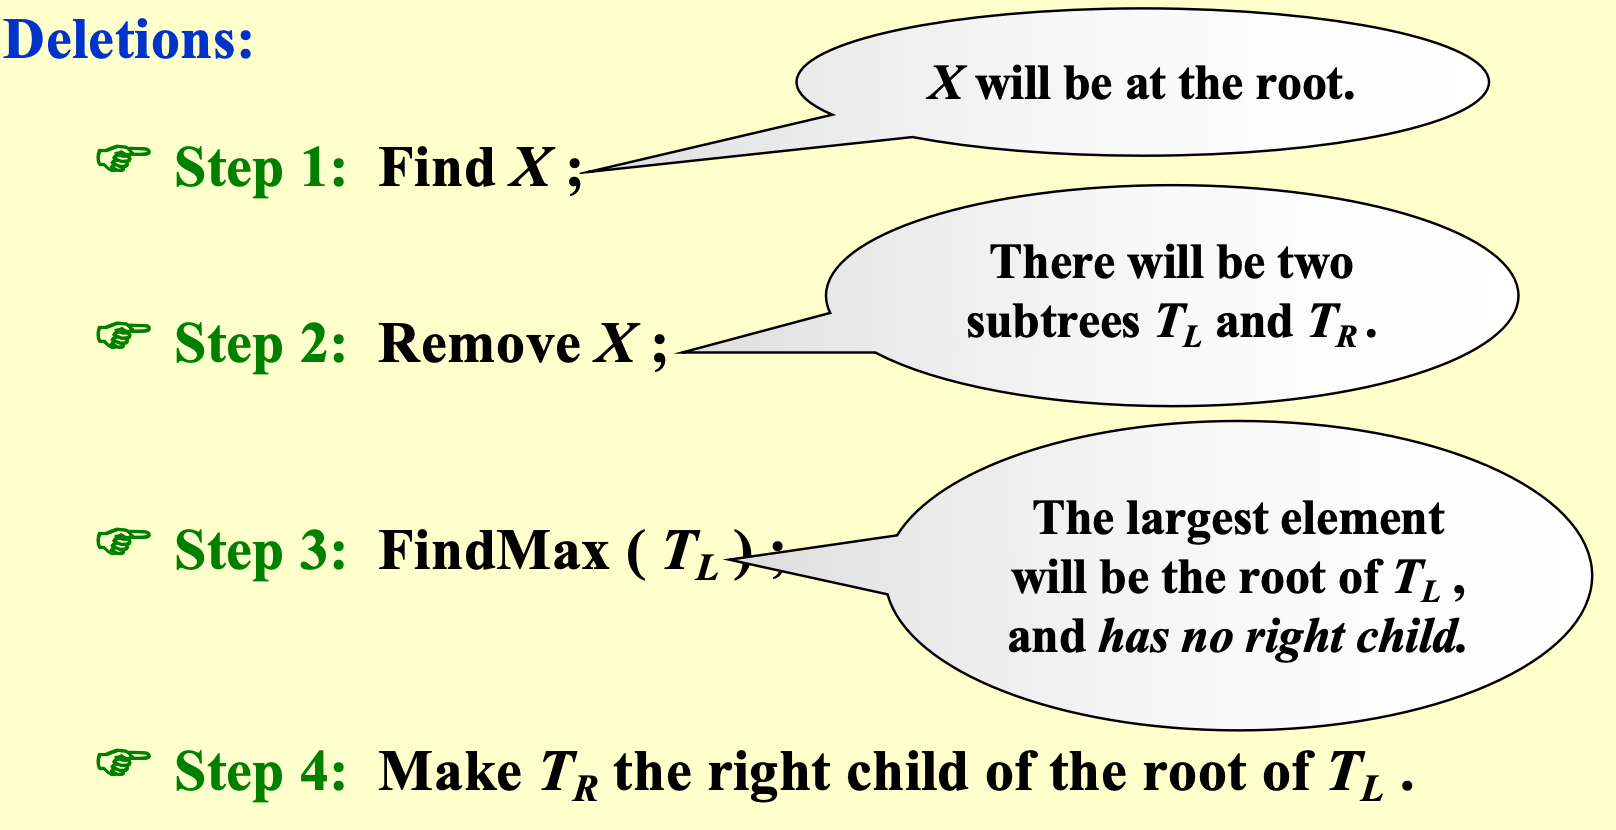 Deletions:
X will be at the root.
☞ Step 1: Find X ;
There will be two
subtrees T_L and T_R .
☞ Step 2: Remove X ;
The largest element
will be the root of T_L ,
and has no right child.
☞ Step 3: FindMax ( T_L ) ;
☞ Step 4: Make T_R the right child of the root of T_L .